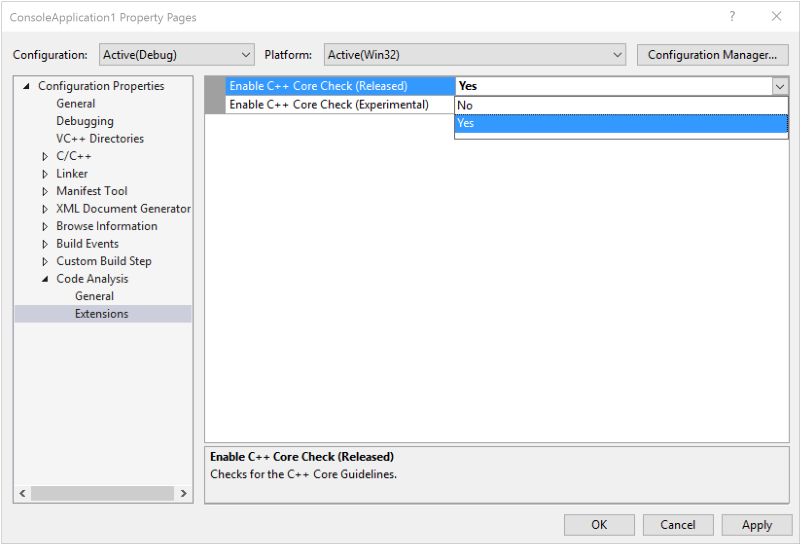 ConsoleApplication1 Property Pages
?
Configuration: Active(Debug) Platform: Active(Win32) Configuration Manager...
Configuration Properties
General
Debugging
VC++ Directories
C/C++
Linker
Manifest Tool
XML Document Generator
Browse Information
Build Events
Custom Build Step
Code Analysis
General
Extensions
Enable C++ Core Check (Released) Yes
Enable C++ Core Check (Experimental)
No
Yes
Enable C++ Core Check (Released)
Checks for the C++ Core Guidelines.
OK Cancel Apply